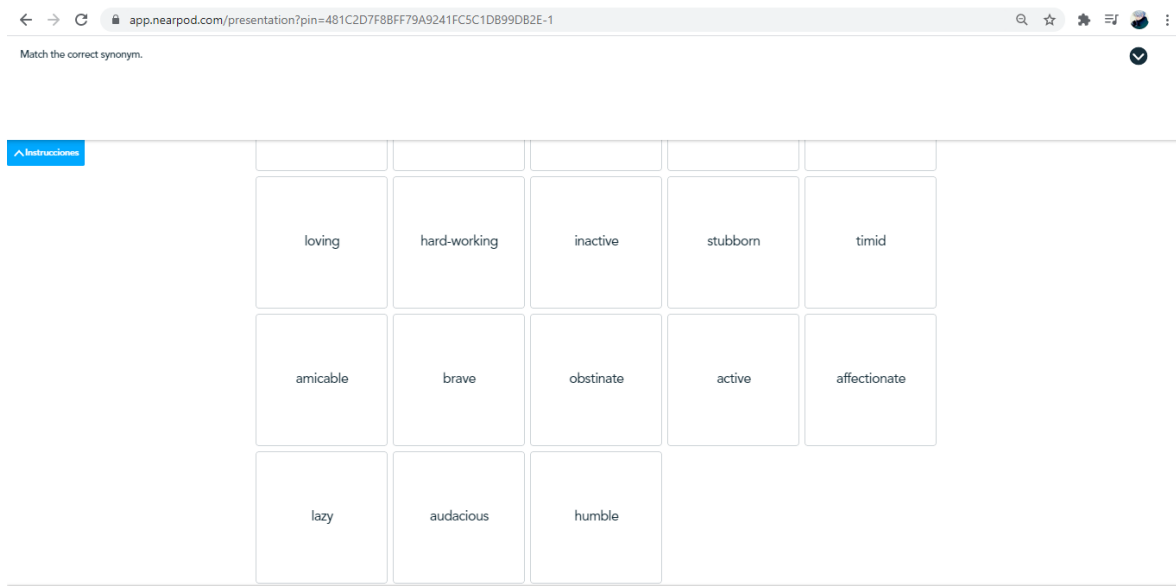 app.nearpod.com/presentation?pin=481C2D7F8BFF79A9241FC5C1DB99DB2E-1
Match the correct synonym.
Instrucciones
loving hard-working inactive stubborn timid
amicable brave obstinate active affectionate
lazy audacious humble